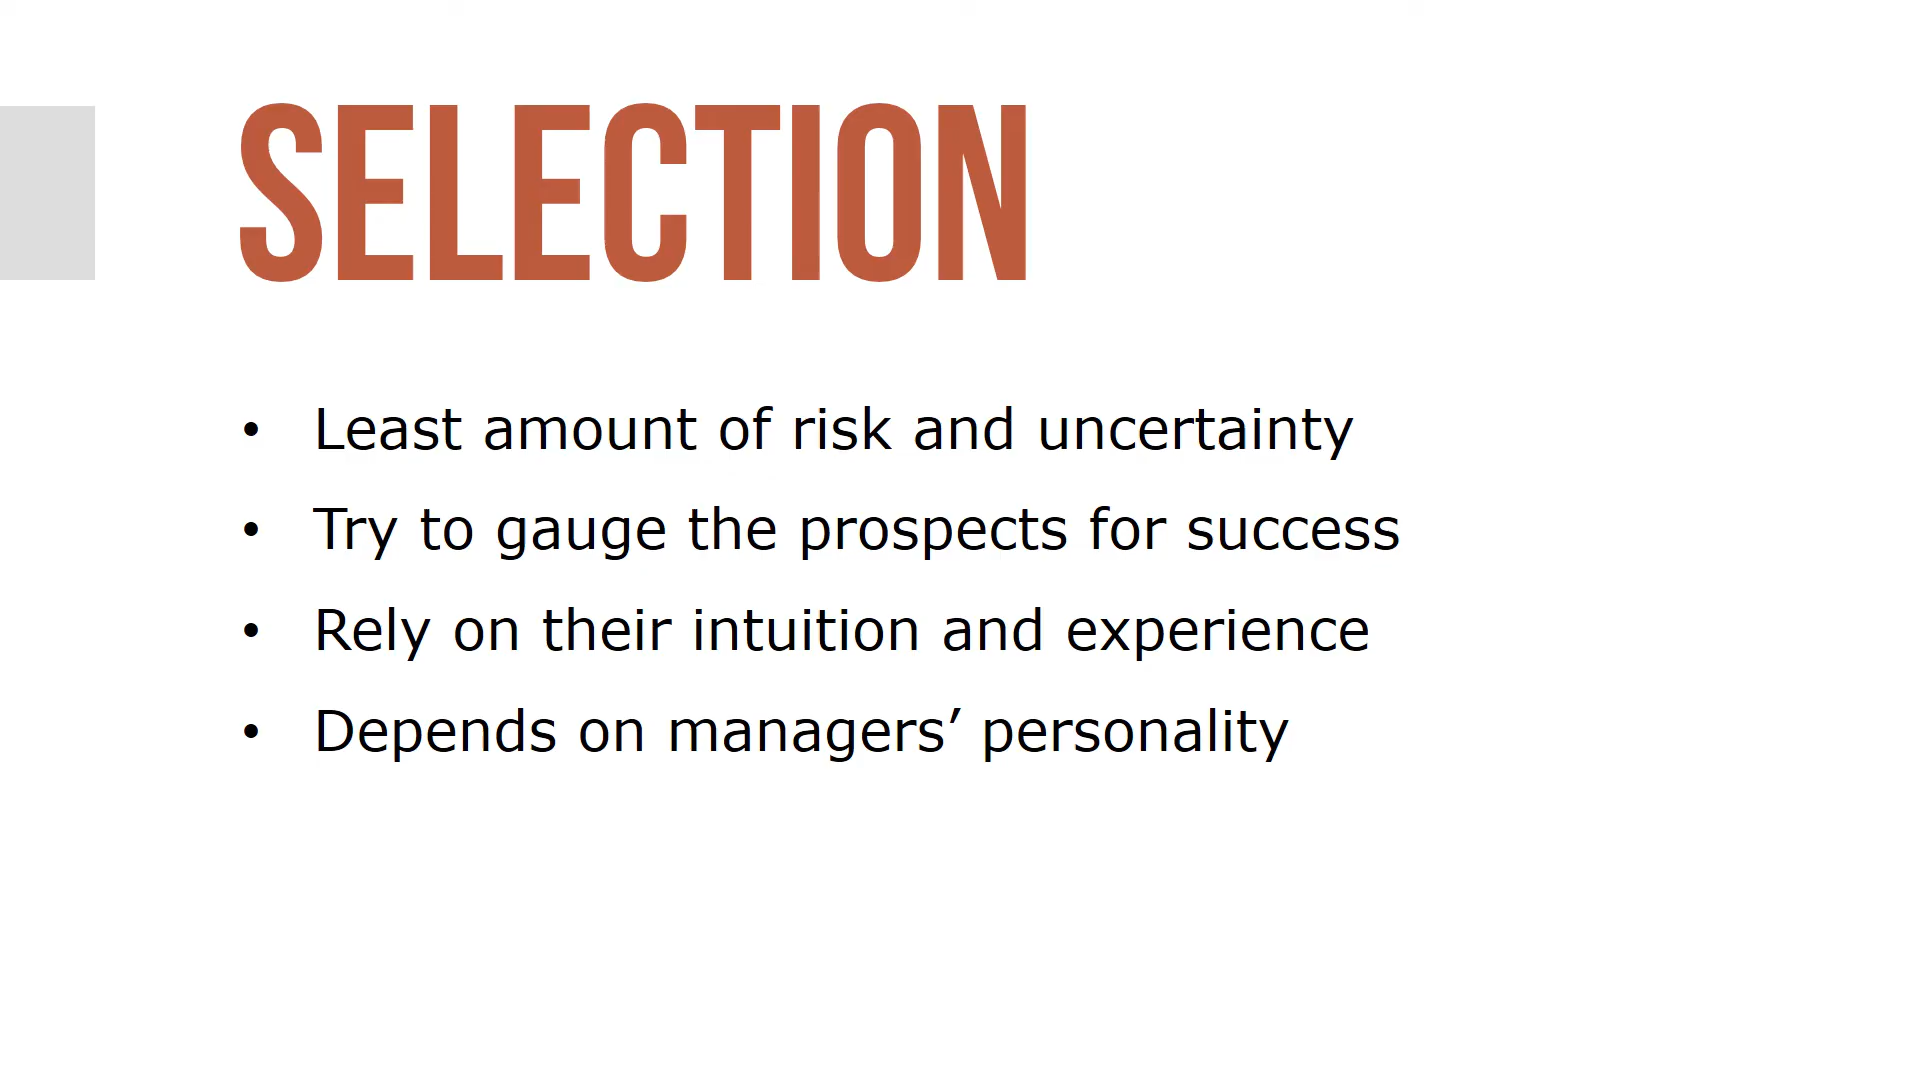 SELECTION
• Least amount of risk and uncertainty
• Try to gauge the prospects for success
• Rely on their intuition and experience
• Depends on managers’ personality